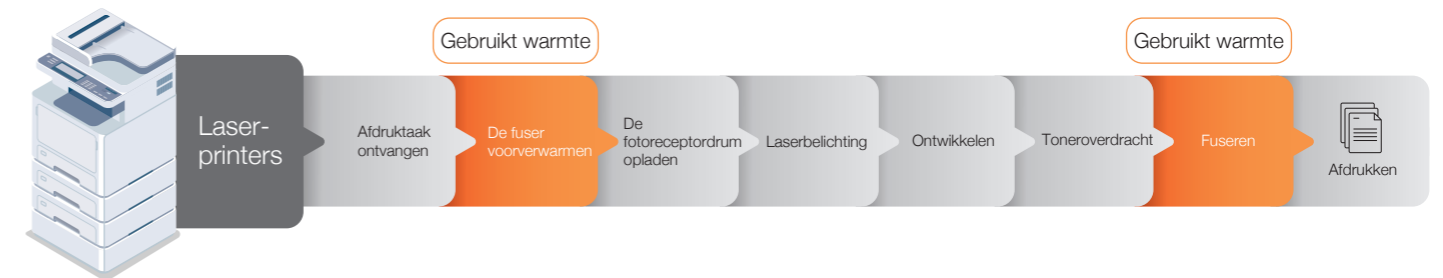 Gebruikt warmte
Gebruikt warmte
Laser-
printers
Afdruktaak
ontvangen
De fuser
voorverwarmen
De
fotoreceptordrum
opladen
Laserbelichting
Ontwikkelen
Toneroverdracht
Fuseren
Afdrukken